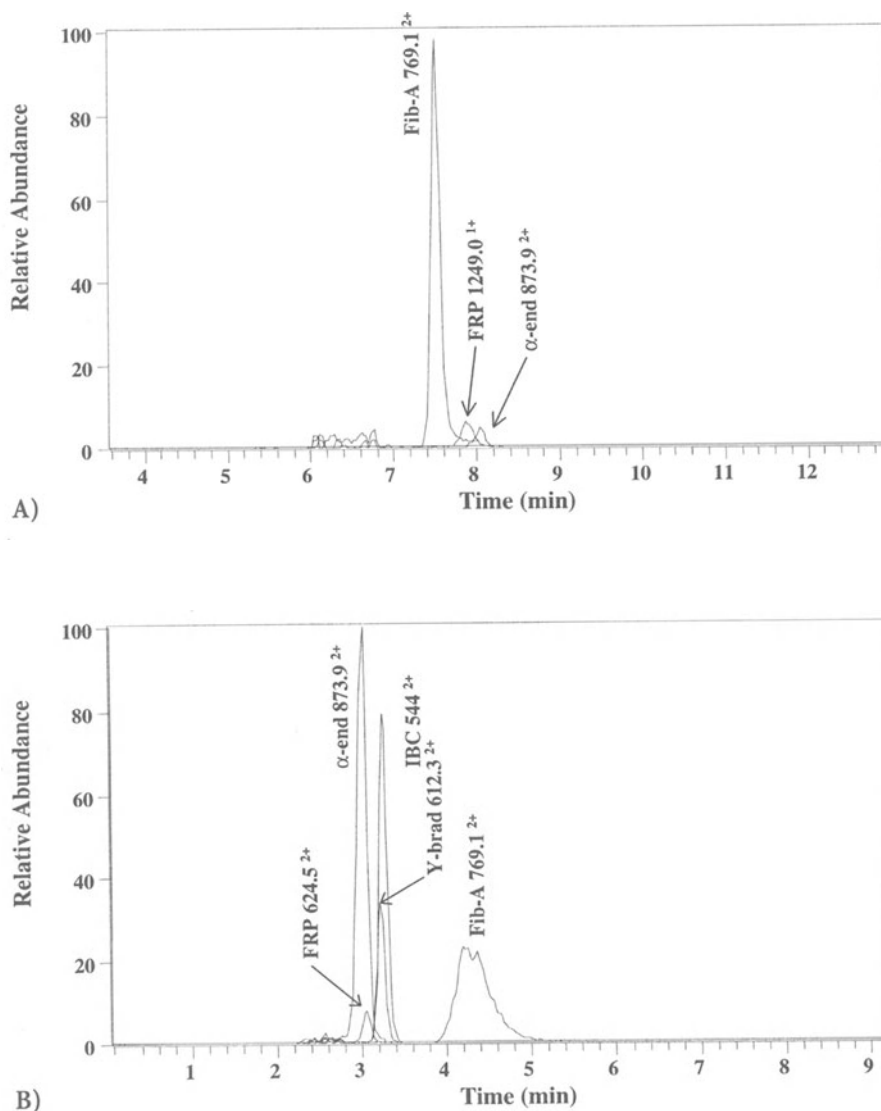 100
80
60
40
20
0
Relative Abundance
Fib-A 769.1 2+
FRP 1249.0 1+
α-end 873.9 2+
4 5 6 7 8 9 10 11 12
Time (min)
A)
100
80
60
40
20
0
Relative Abundance
FRP 624.5 2+
α-end 873.9 2+
IBC 544 2+
Y-brad 612.3 2+
Fib-A 769.1 2+
1 2 3 4 5 6 7 8 9
Time (min)
B)